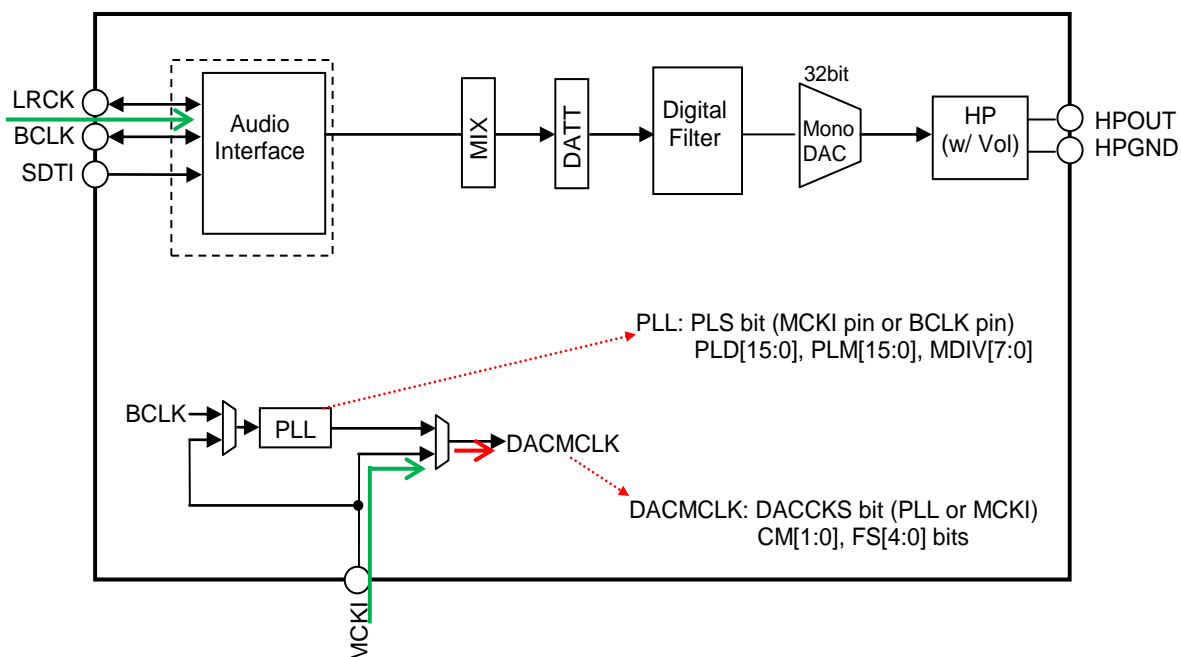 LRCK
BCLK
SDTI
Audio
Interface
MIX
DATT
Digital
Filter
32bit
Mono
DAC
HP
(w/ Vol)
HPOUT
HPGND
PLL: PLS bit (MCKI pin or BCLK pin)
PLD[15:0], PLM[15:0], MDIV[7:0]
BCLK
PLL
DACMCLK
DACMCLK: DACCKS bit (PLL or MCKI)
CM[1:0], FS[4:0] bits
MCKI